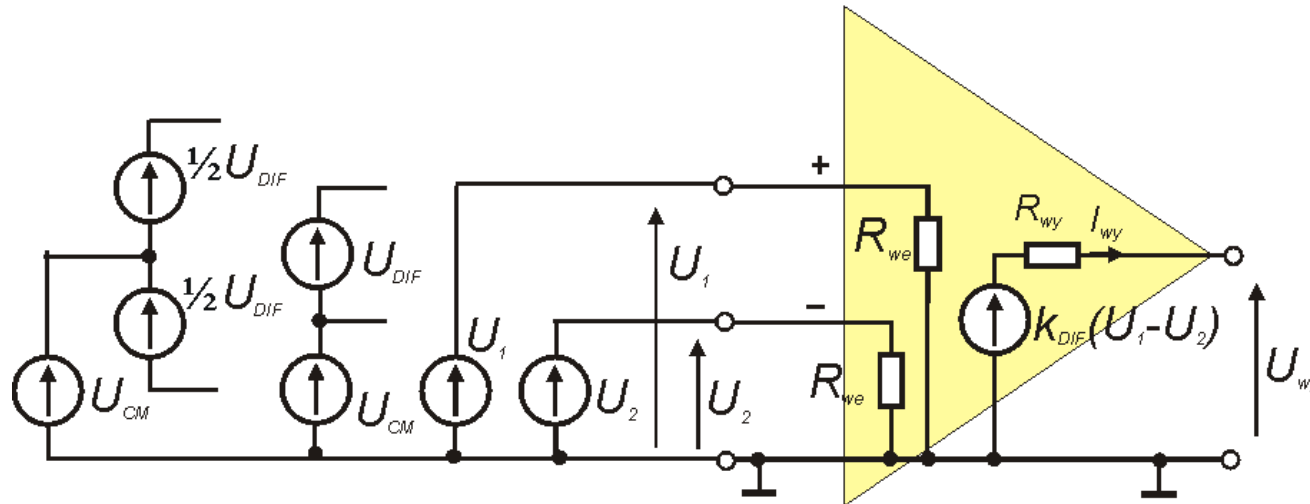 ½U_DIF
½U_DIF
U_CM
U_DIF
U_CM
U_1
U_2
U_1
U_2
+
−
R_we
R_we
R_wy
I_wy
k_DIF(U_1-U_2)
U_w